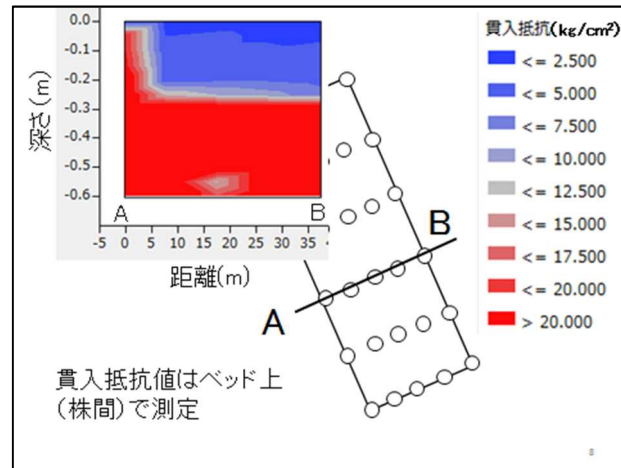 貫入抵抗(kg/cm²)
<= 2.500
<= 5.000
<= 7.500
<= 10.000
<= 12.500
<= 15.000
<= 17.500
<= 20.000
> 20.000
深さ(m)
0.0
-0.1
-0.2
-0.3
-0.4
-0.5
-0.6
A
B
-5
0
5
10
15
20
25
30
35
距離(m)
B
A
貫入抵抗値はベッド上
(株間)で測定
8